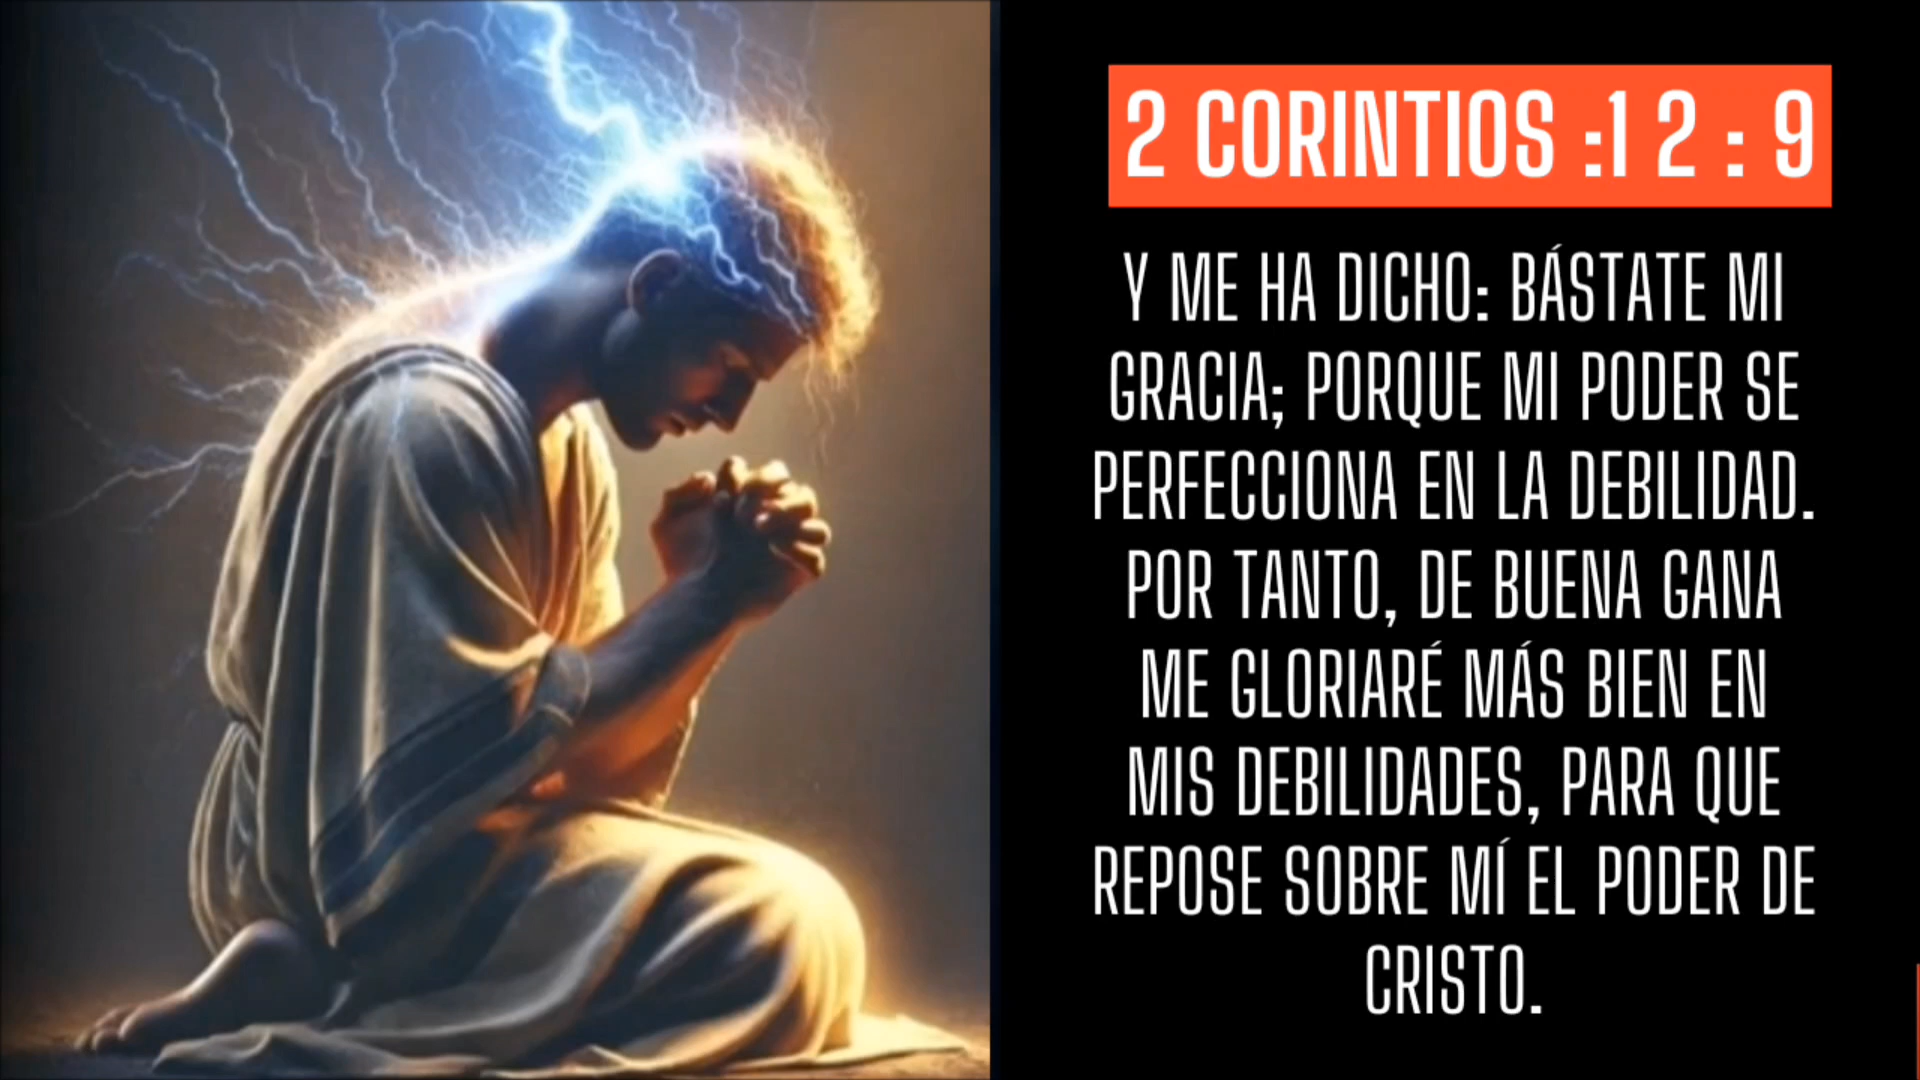 2 CORINTIOS :1 2 : 9
Y ME HA DICHO: BÁSTATE MI
GRACIA; PORQUE MI PODER SE
PERFECCIONA EN LA DEBILIDAD.
POR TANTO, DE BUENA GANA
ME GLORIARÉ MÁS BIEN EN
MIS DEBILIDADES, PARA QUE
REPOSE SOBRE MÍ EL PODER DE
CRISTO.